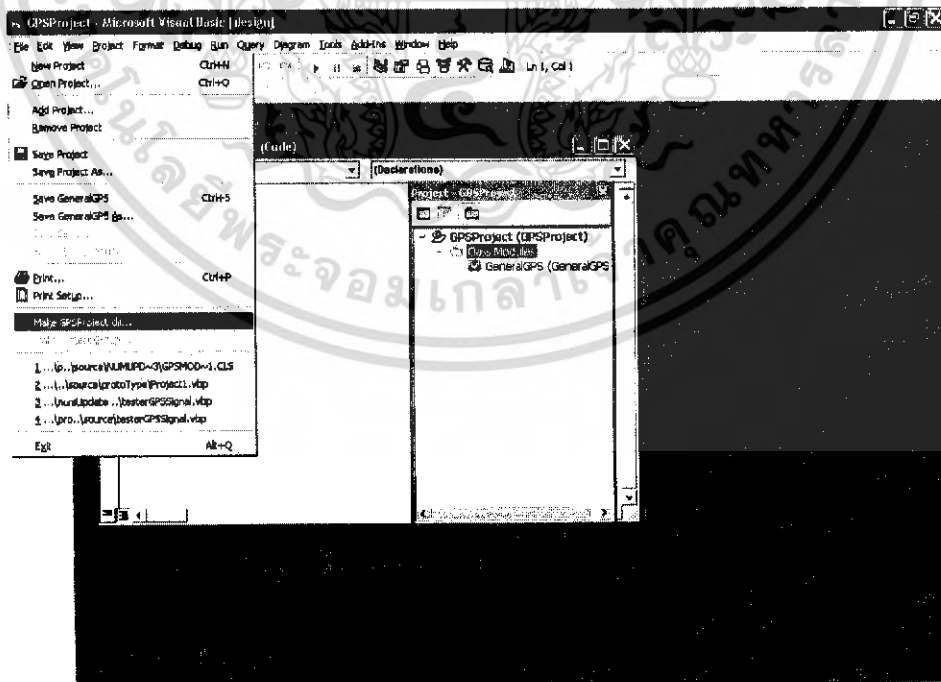 GPSProject - Microsoft Visual Basic [design]
File Edit View Project Format Debug Run Query Diagram Tools Add-Ins Window Help
New Project Ctrl+N
Open Project... Ctrl+O
Ln 1, Col 1
Add Project...
Remove Project
Save Project
Save Project As...
Save GeneralGPS Ctrl+S
Save GeneralGPS As...
Print... Ctrl+P
Print Setup...
Make GPSProject.dll...
1 ...\p..\source\NUMUPD~3\GPSMOD~1.CLS
2 ...\..\source\protoType\Project1.vbp
3 ...\numUpdate ..\testerGPSSignal.vbp
4 ...\pro..\source\testerGPSSignal.vbp
Exit Alt+Q
(Code)
(Declarations)
Project - GPSProject
GPSProject (GPSProject)
Class Modules
GeneralGPS (GeneralGPS